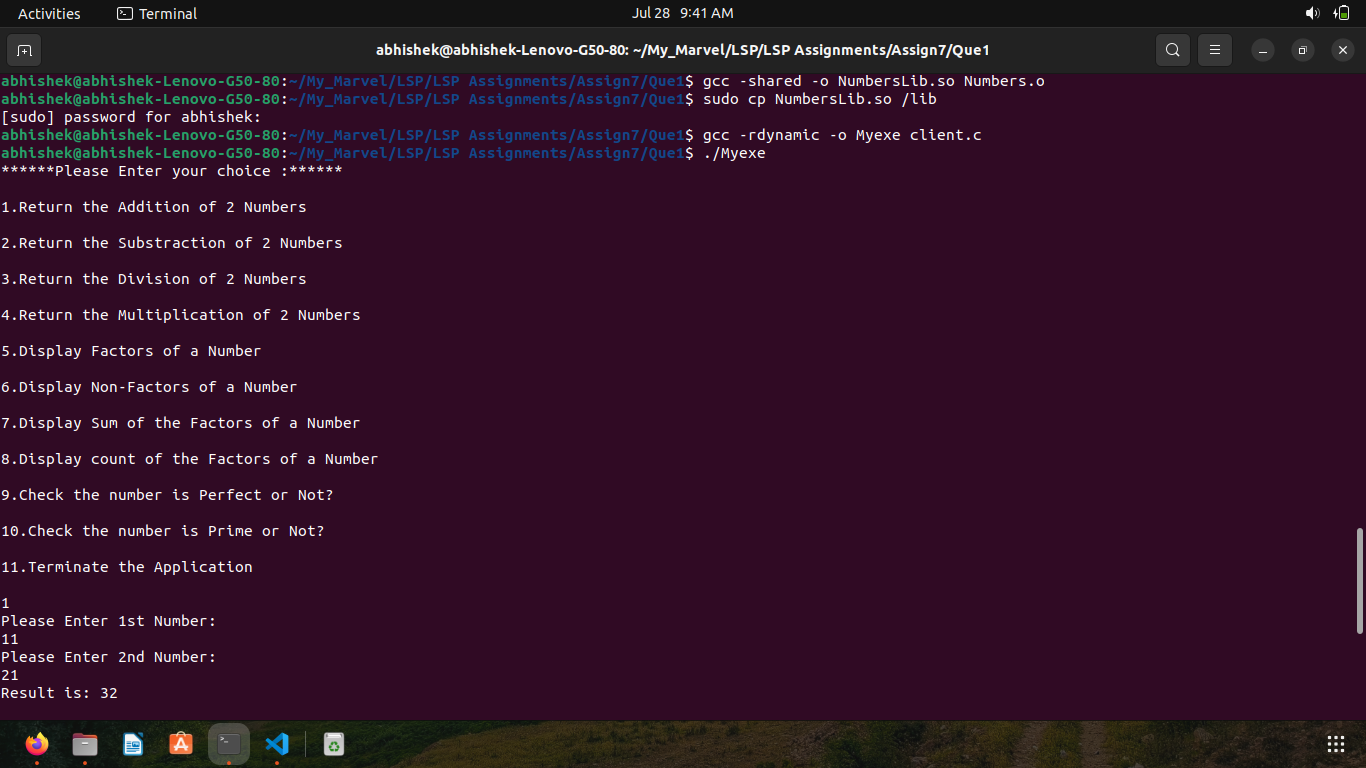 Activities
Terminal
Jul 28 9:41 AM
abhishek@abhishek-Lenovo-G50-80: ~/My_Marvel/LSP/LSP Assignments/Assign7/Que1
abhishek@abhishek-Lenovo-G50-80:~/My_Marvel/LSP/LSP Assignments/Assign7/Que1$ gcc -shared -o NumbersLib.so Numbers.o
abhishek@abhishek-Lenovo-G50-80:~/My_Marvel/LSP/LSP Assignments/Assign7/Que1$ sudo cp NumbersLib.so /lib
[sudo] password for abhishek:
abhishek@abhishek-Lenovo-G50-80:~/My_Marvel/LSP/LSP Assignments/Assign7/Que1$ gcc -rdynamic -o Myexe client.c
abhishek@abhishek-Lenovo-G50-80:~/My_Marvel/LSP/LSP Assignments/Assign7/Que1$ ./Myexe
******Please Enter your choice :******
1.Return the Addition of 2 Numbers
2.Return the Substraction of 2 Numbers
3.Return the Division of 2 Numbers
4.Return the Multiplication of 2 Numbers
5.Display Factors of a Number
6.Display Non-Factors of a Number
7.Display Sum of the Factors of a Number
8.Display count of the Factors of a Number
9.Check the number is Perfect or Not?
10.Check the number is Prime or Not?
11.Terminate the Application
1
Please Enter 1st Number:
11
Please Enter 2nd Number:
21
Result is: 32